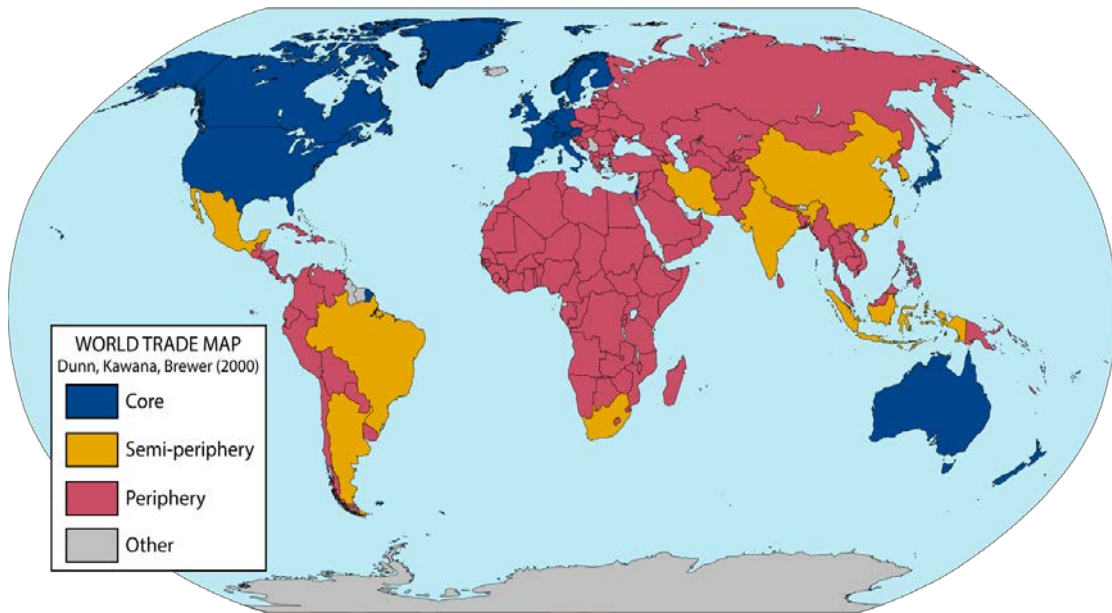 WORLD TRADE MAP
Dunn, Kawana, Brewer (2000)
Core
Semi-periphery
Periphery
Other